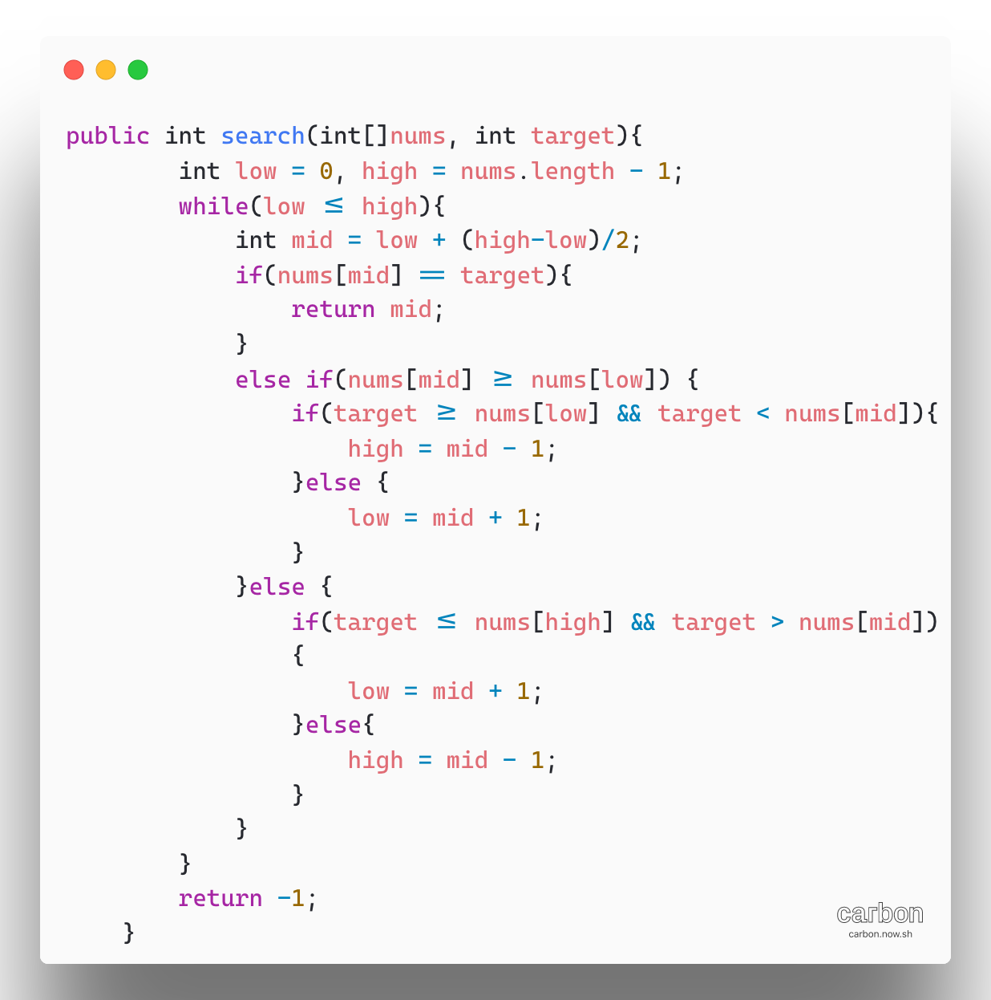 public int search(int[]nums, int target){
        int low = 0, high = nums.length - 1;
        while(low ≤ high){
            int mid = low + (high-low)/2;
            if(nums[mid] == target){
                return mid;
            }
            else if(nums[mid] ≥ nums[low]) {
                if(target ≥ nums[low] && target < nums[mid]){
                    high = mid - 1;
                }else {
                    low = mid + 1;
                }
            }else {
                if(target ≤ nums[high] && target > nums[mid])
                {
                    low = mid + 1;
                }else{
                    high = mid - 1;
                }
            }
        }
        return -1;
    }
carbon
carbon.now.sh